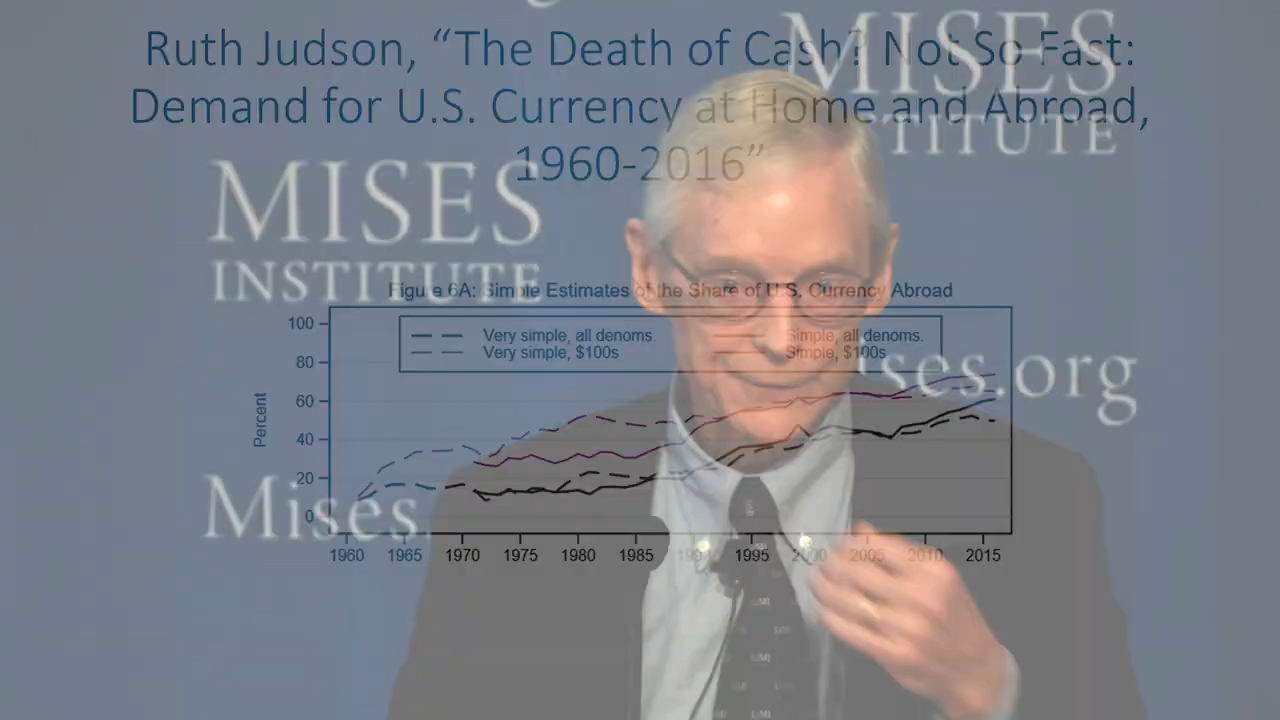 Ruth Judson, “The Death of Cash? Not So Fast:
Demand for U.S. Currency at Home and Abroad,
1960-2016”
MISES
TITUTE
MISES
INSTITUTE
Figure 6A: Simple Estimates of the Share of U.S. Currency Abroad
Very simple, all denoms.
Simple, all denoms.
Very simple, $100s
Simple, $100s
Percent
100
80
60
40
20
0
1960 1965 1970 1975 1980 1985 1990 1995 2000 2005 2010 2015
ises.org
Mises.